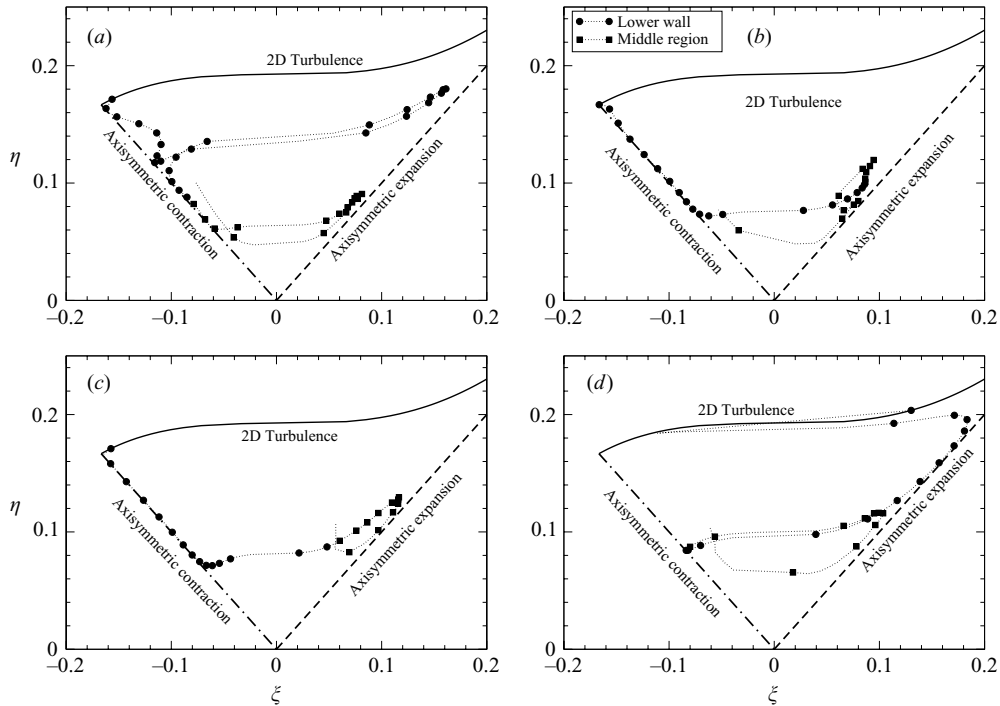 (a)
2D Turbulence
Axisymmetric contraction
Axisymmetric expansion
η
0.2
0.1
0
−0.2
−0.1
0
0.1
0.2
Lower wall
Middle region
(b)
2D Turbulence
Axisymmetric contraction
Axisymmetric expansion
0.2
0.1
0
−0.2
−0.1
0
0.1
0.2
(c)
2D Turbulence
Axisymmetric contraction
Axisymmetric expansion
η
0.2
0.1
0
−0.2
−0.1
0
0.1
0.2
ξ
(d)
2D Turbulence
Axisymmetric contraction
Axisymmetric expansion
0.2
0.1
0
−0.2
−0.1
0
0.1
0.2
ξ